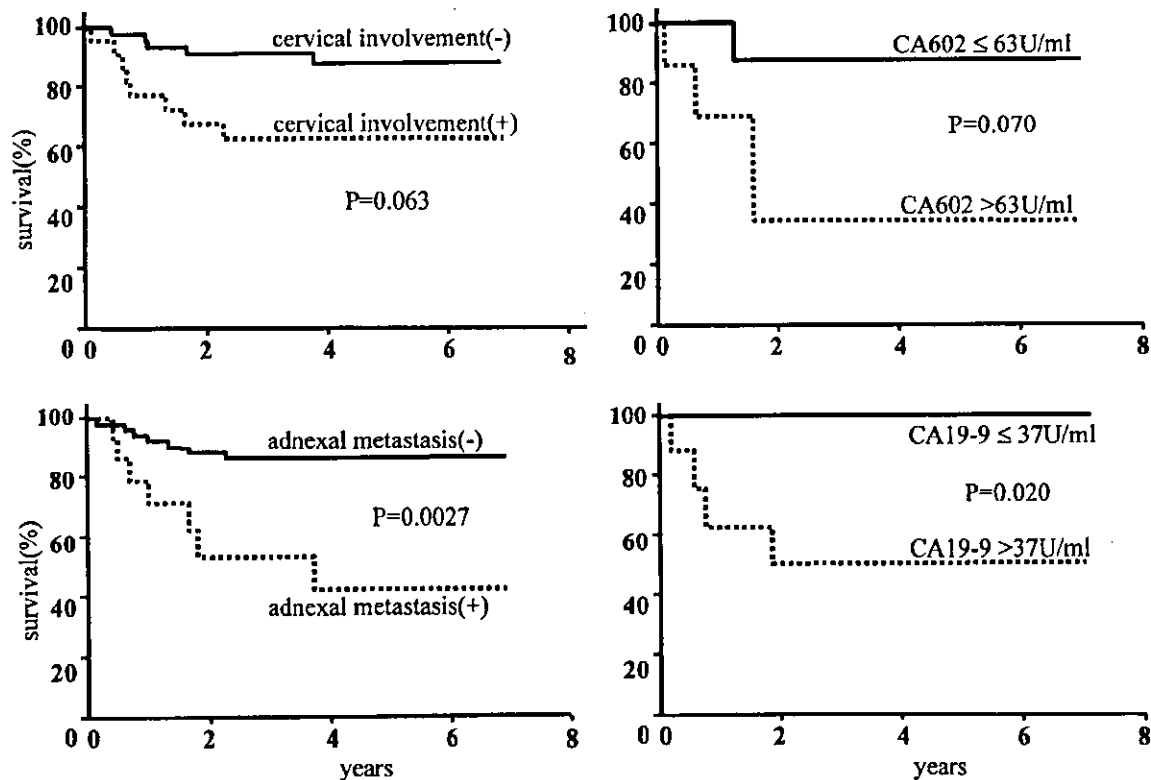 100
80
60
40
20
0
survival(%)
cervical involvement(-)
cervical involvement(+)
P=0.063
0 2 4 6 8
100
80
60
40
20
0
CA602 ≤ 63U/ml
P=0.070
CA602 >63U/ml
0 2 4 6 8
100
80
60
40
20
0
survival(%)
adnexal metastasis(-)
P=0.0027
adnexal metastasis(+)
0 2 4 6 8
years
100
80
60
40
20
0
CA19-9 ≤ 37U/ml
P=0.020
CA19-9 >37U/ml
0 2 4 6 8
years